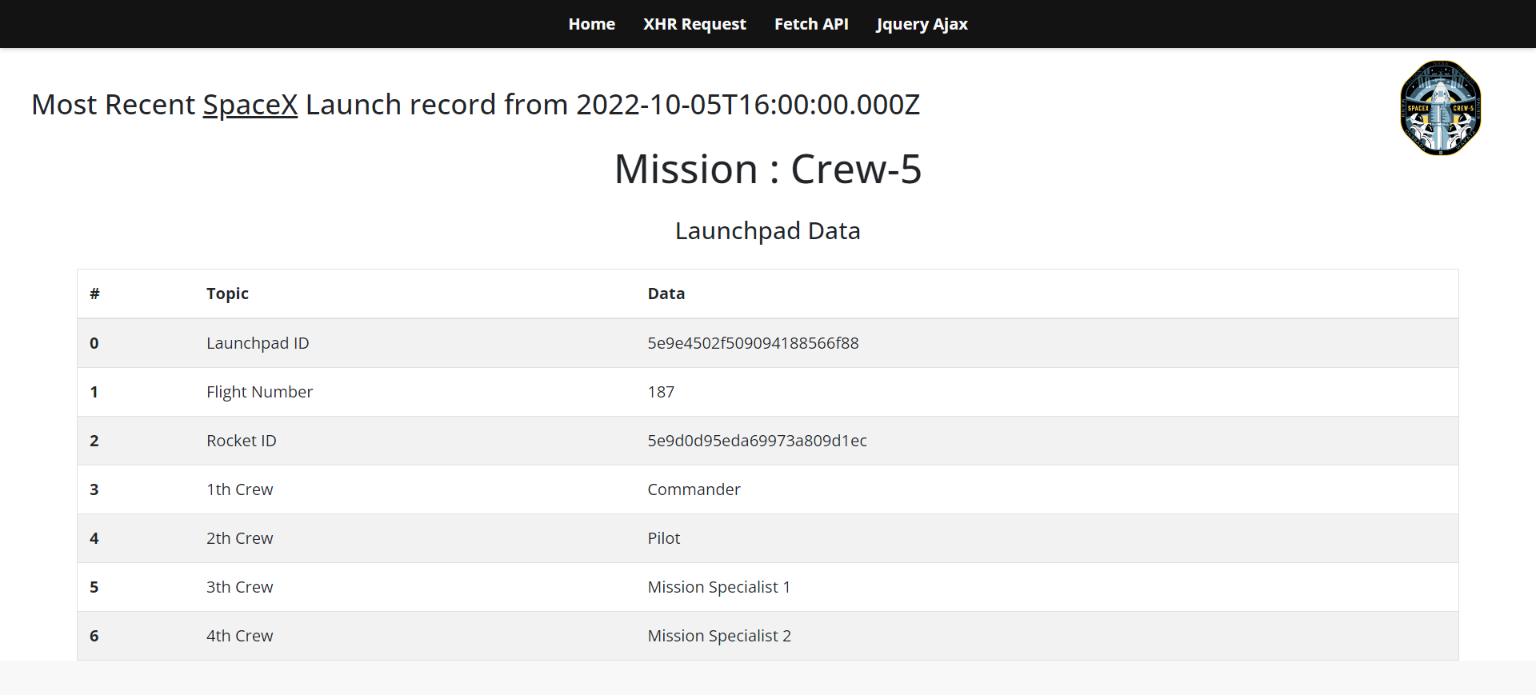 Home XHR Request Fetch API Jquery Ajax
Most Recent SpaceX Launch record from 2022-10-05T16:00:00.000Z
SPACEX CREW-5
Mission : Crew-5
Launchpad Data
# Topic Data
0 Launchpad ID 5e9e4502f509094188566f88
1 Flight Number 187
2 Rocket ID 5e9d0d95eda69973a809d1ec
3 1th Crew Commander
4 2th Crew Pilot
5 3th Crew Mission Specialist 1
6 4th Crew Mission Specialist 2